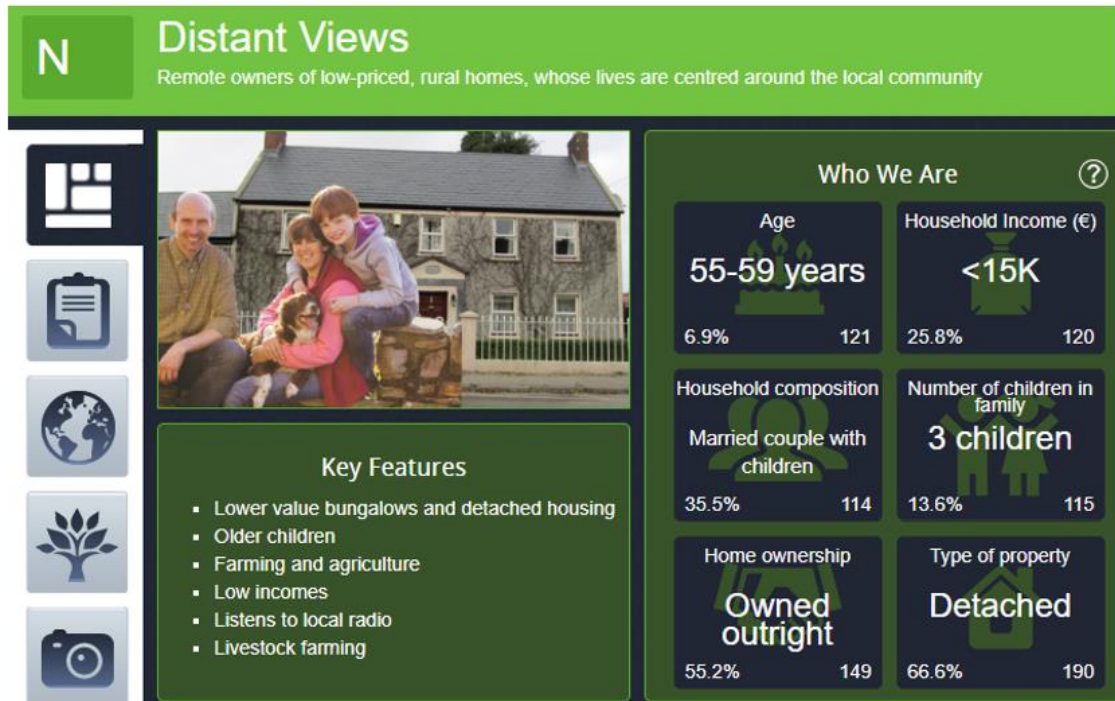 N
Distant Views
Remote owners of low-priced, rural homes, whose lives are centred around the local community
Key Features
Lower value bungalows and detached housing
Older children
Farming and agriculture
Low incomes
Listens to local radio
Livestock farming
Who We Are
?
Age
55-59 years
6.9% 121
Household Income (€)
<15K
25.8% 120
Household composition
Married couple with
children
35.5% 114
Number of children in
family
3 children
13.6% 115
Home ownership
Owned
outright
55.2% 149
Type of property
Detached
66.6% 190